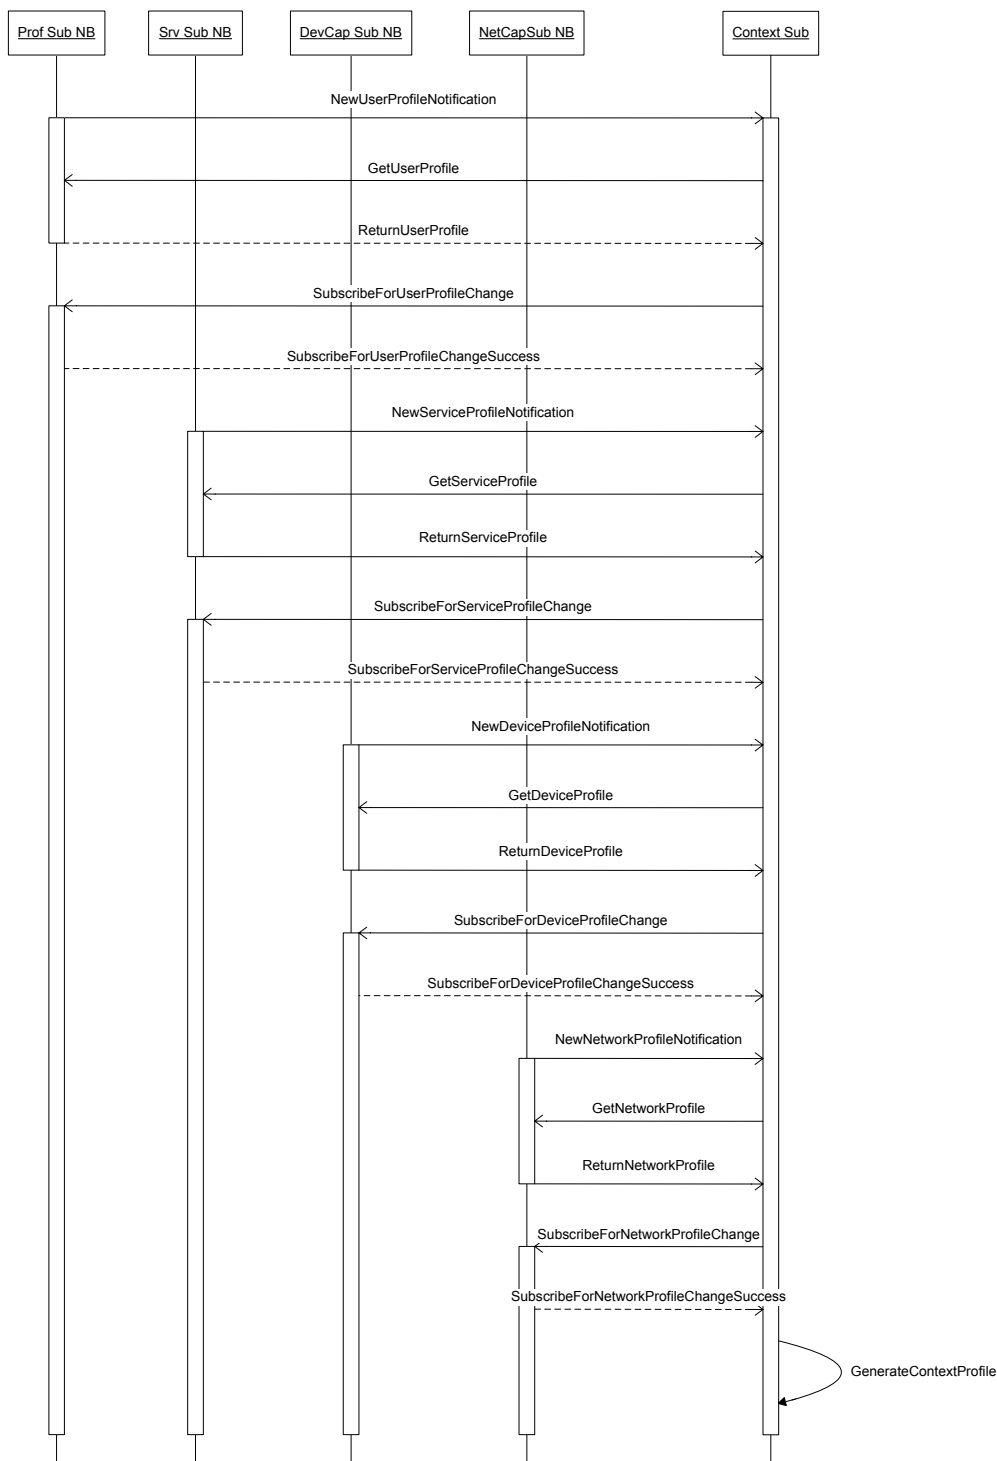 Prof Sub NB
Srv Sub NB
DevCap Sub NB
NetCapSub NB
Context Sub
NewUserProfileNotification
GetUserProfile
ReturnUserProfile
SubscribeForUserProfileChange
SubscribeForUserProfileChangeSuccess
NewServiceProfileNotification
GetServiceProfile
ReturnServiceProfile
SubscribeForServiceProfileChange
SubscribeForServiceProfileChangeSuccess
NewDeviceProfileNotification
GetDeviceProfile
ReturnDeviceProfile
SubscribeForDeviceProfileChange
SubscribeForDeviceProfileChangeSuccess
NewNetworkProfileNotification
GetNetworkProfile
ReturnNetworkProfile
SubscribeForNetworkProfileChange
SubscribeForNetworkProfileChangeSuccess
GenerateContextProfile